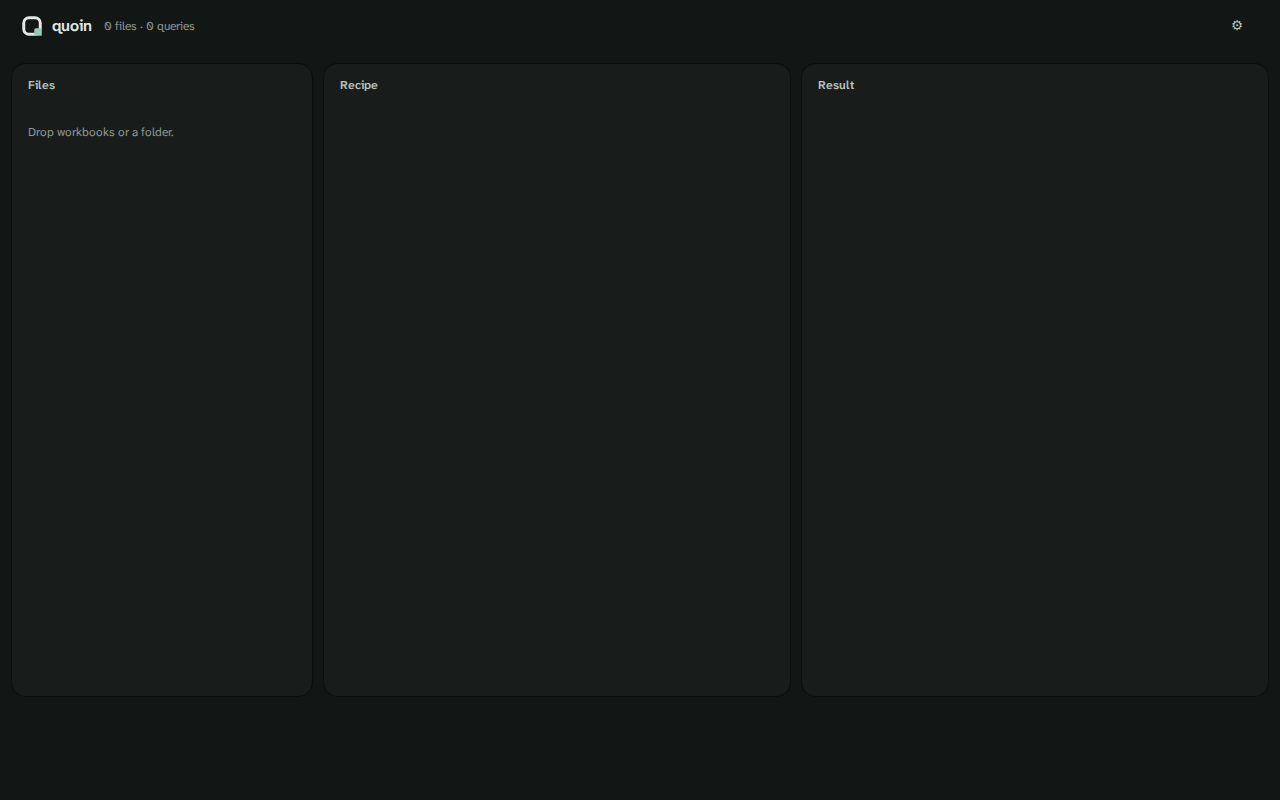 quoin 0 files · 0 queries
Files
Drop workbooks or a folder.
Recipe
Result